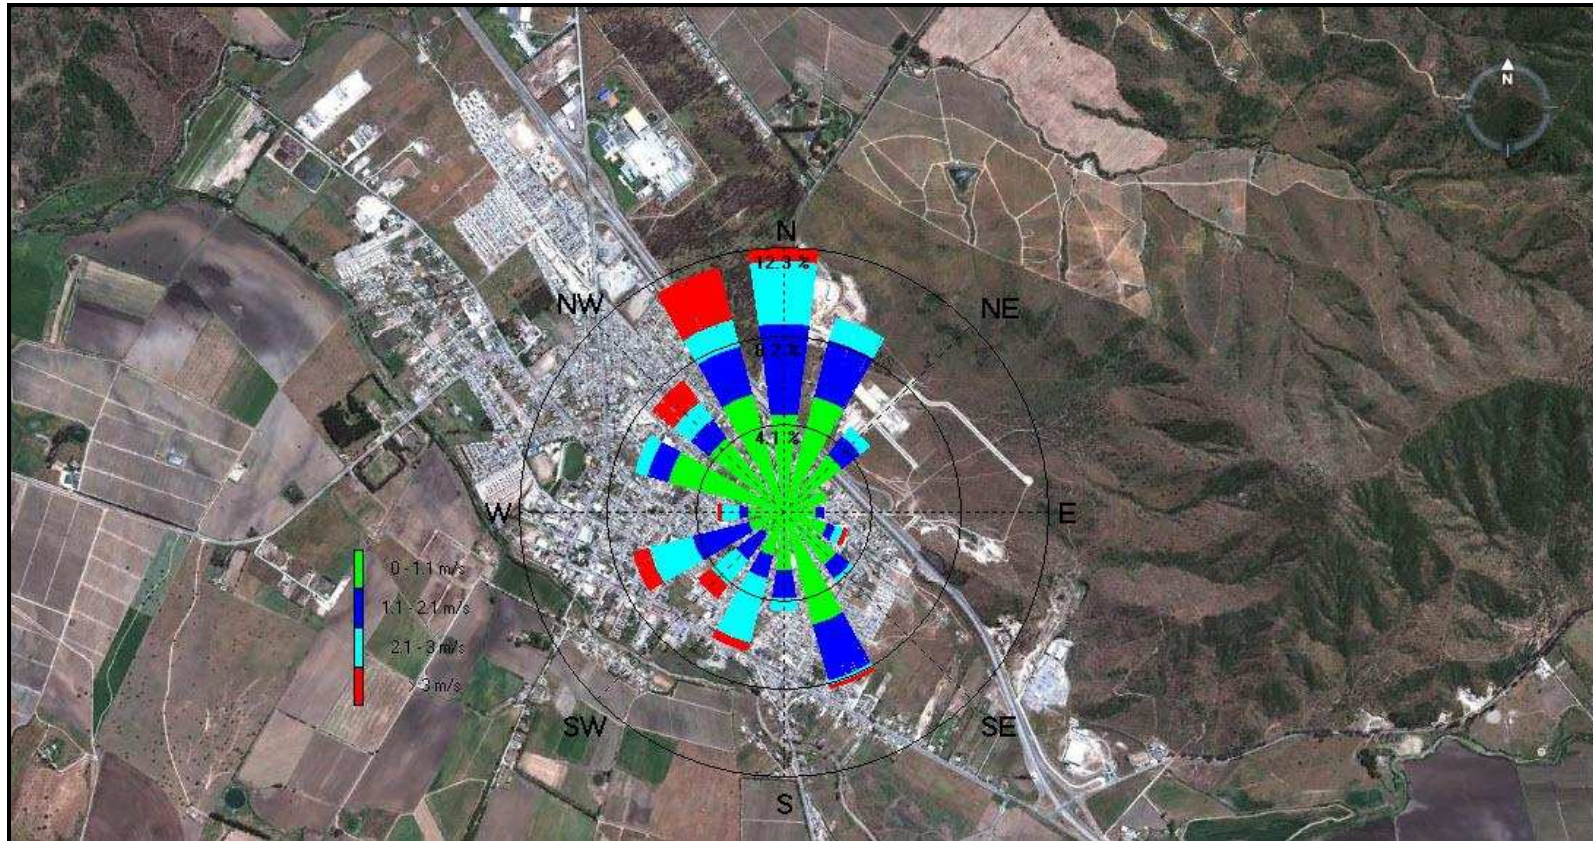 N
N
12.3 %
NW
NE
8.2 %
4.1 %
W
E
0 - 1.1 m/s
1.1 - 2.1 m/s
2.1 - 3 m/s
> 3 m/s
SW
SE
S